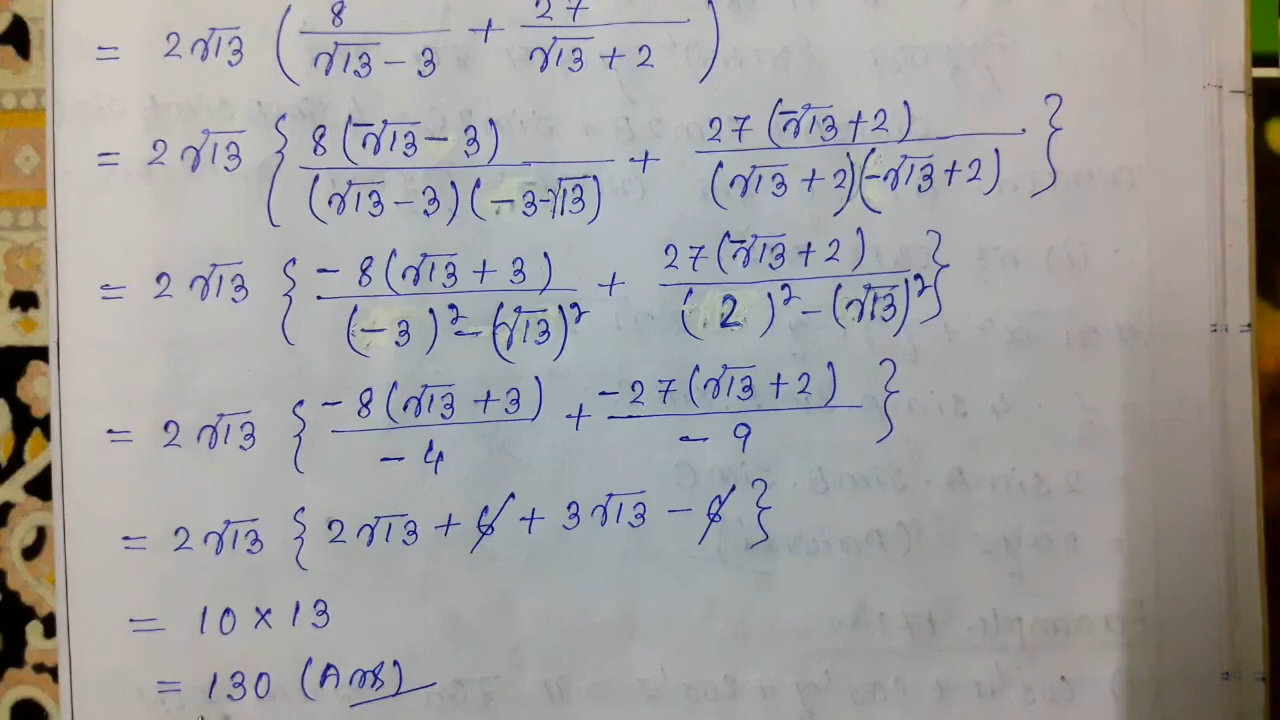 = 2√13 ( 8/(√13 - 3) + 27/(√13 + 2) )
= 2√13 { 8(√13 - 3)/((√13 - 3)(-3-√13)) + 27(√13 + 2)/((√13 + 2)(-√13 + 2)) }
= 2√13 { -8(√13 + 3)/((-3)² - (√13)²) + 27(√13 + 2)/((2)² - (√13)²) }
= 2√13 { -8(√13 + 3)/-4 + -27(√13 + 2)/-9 }
= 2√13 { 2√13 + 6 + 3√13 - 6 }
= 10 × 13
= 130 (Ans)